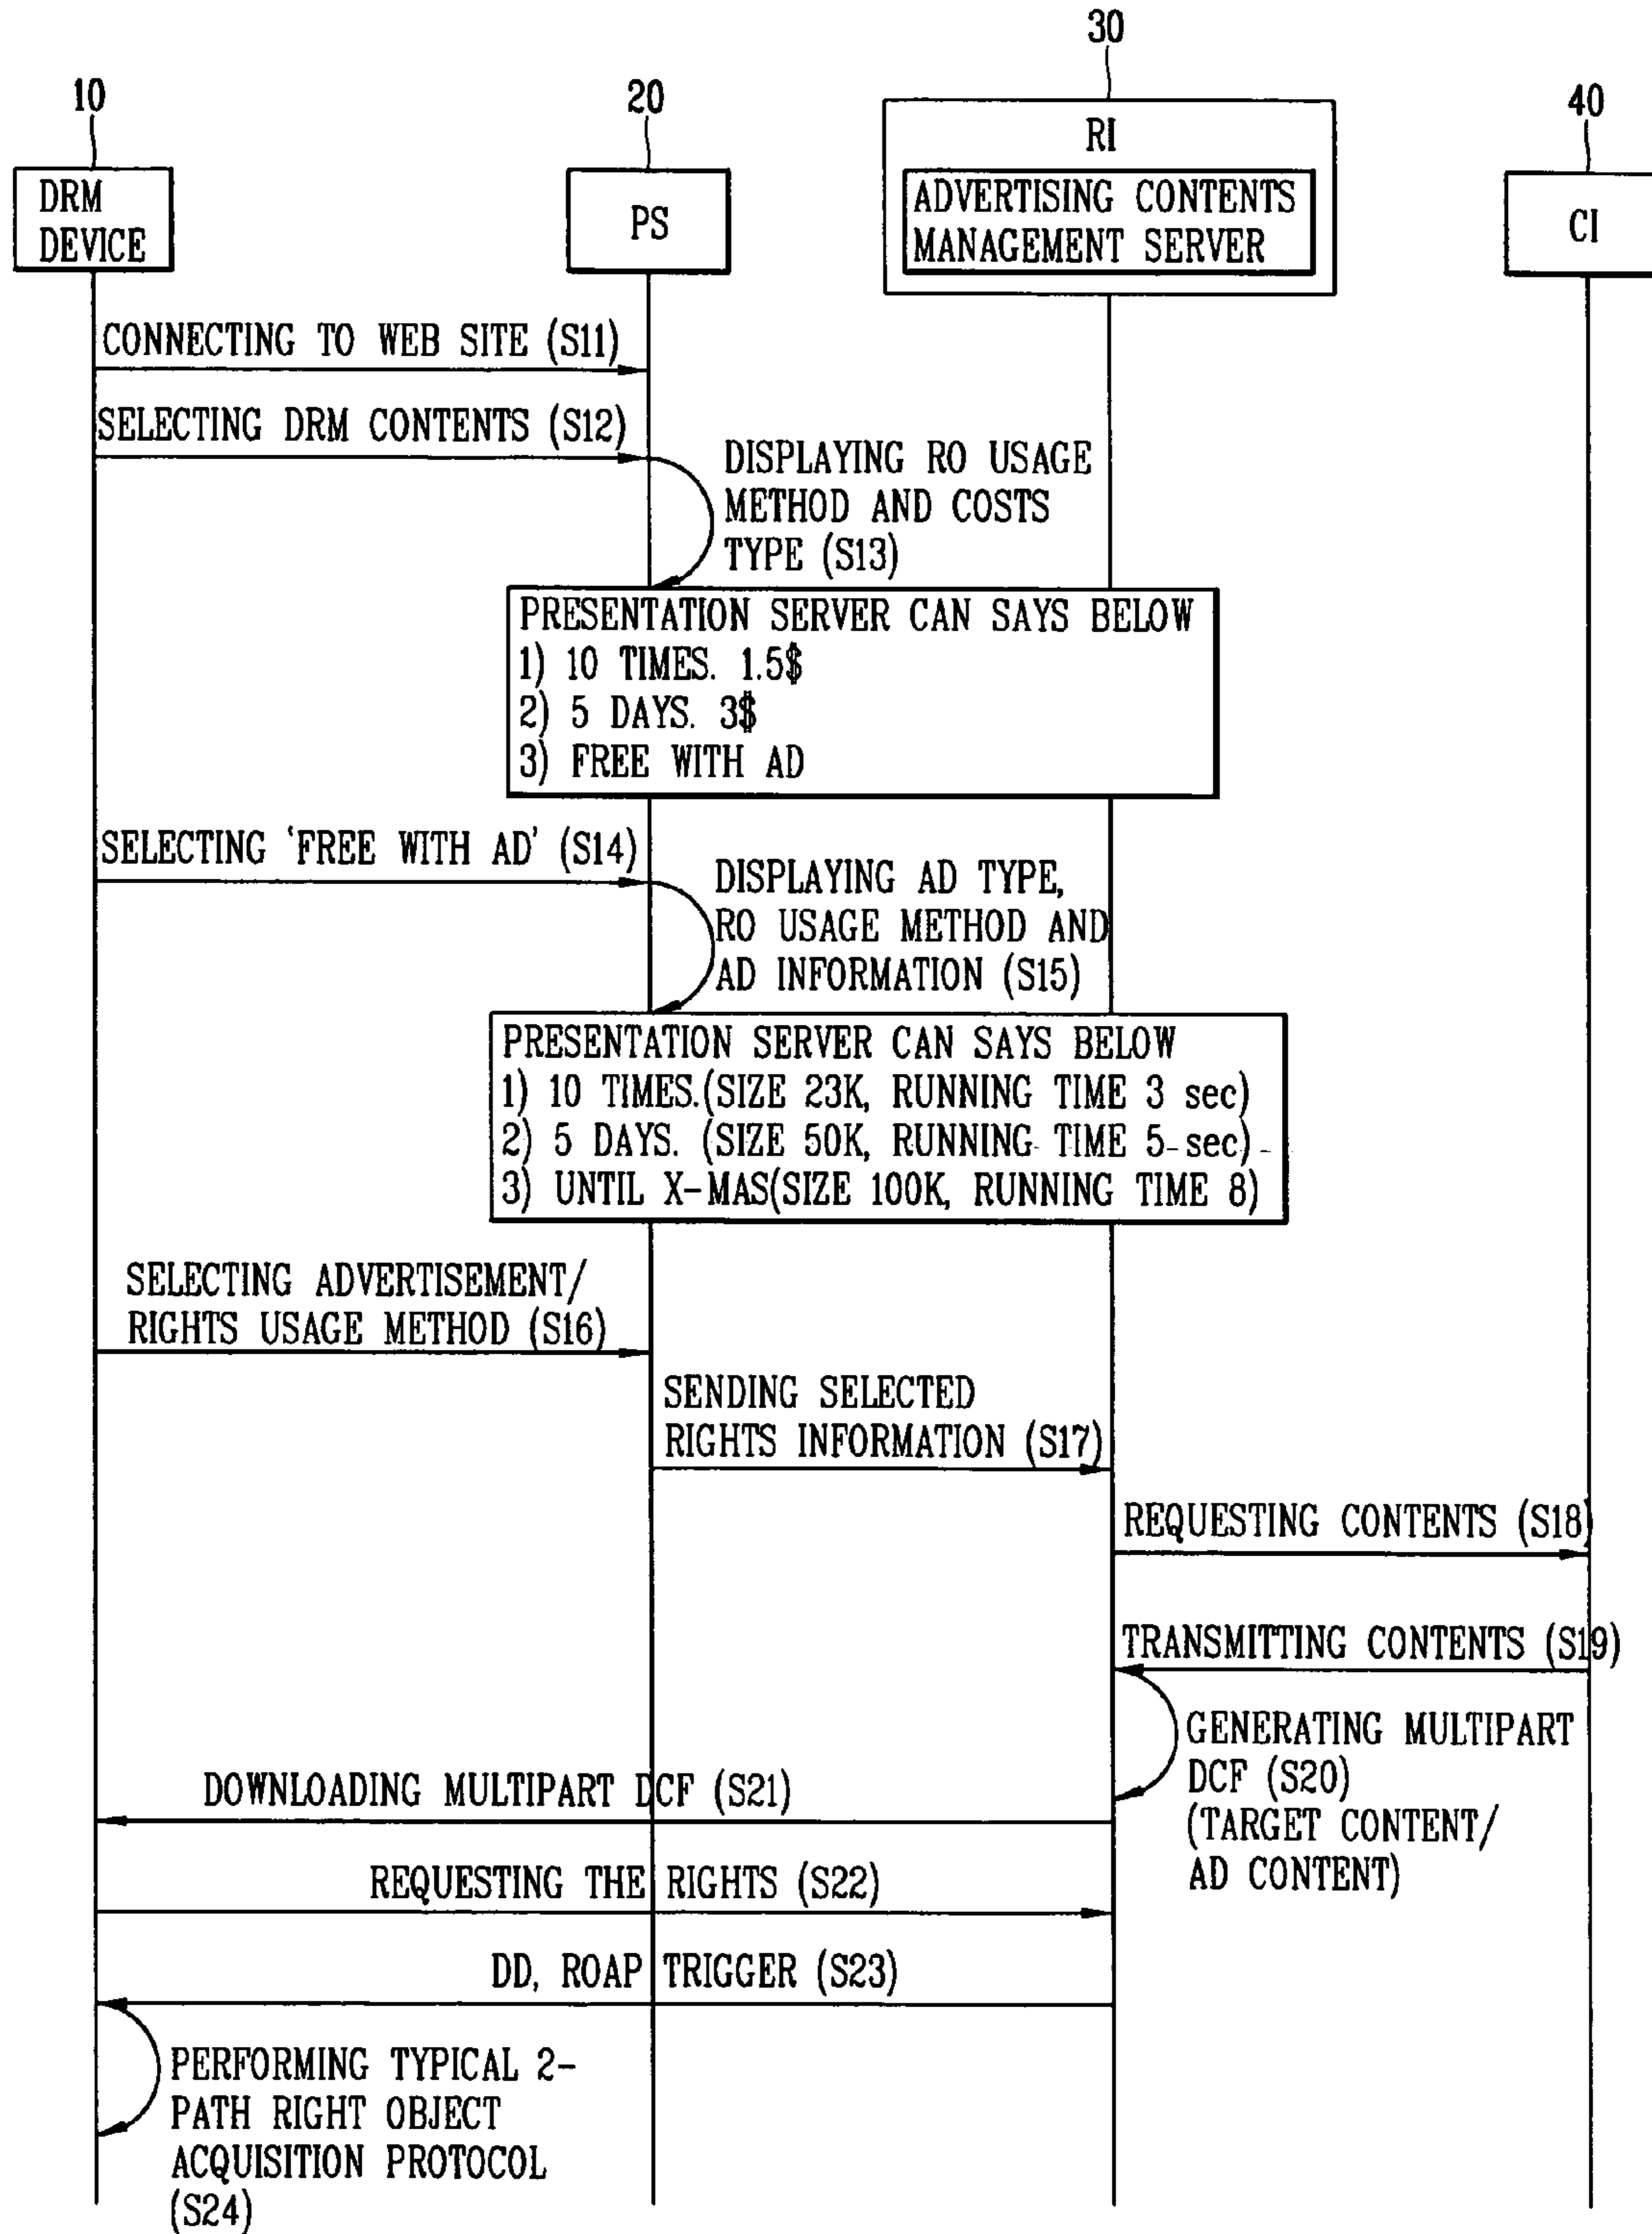 30
10
20
40
RI
DRM
DEVICE
PS
ADVERTISING CONTENTS
MANAGEMENT SERVER
CI
CONNECTING TO WEB SITE (S11)
SELECTING DRM CONTENTS (S12)
DISPLAYING RO USAGE
METHOD AND COSTS
TYPE (S13)
PRESENTATION SERVER CAN SAYS BELOW
1) 10 TIMES. 1.5$
2) 5 DAYS. 3$
3) FREE WITH AD
SELECTING 'FREE WITH AD' (S14)
DISPLAYING AD TYPE,
RO USAGE METHOD AND
AD INFORMATION (S15)
PRESENTATION SERVER CAN SAYS BELOW
1) 10 TIMES.(SIZE 23K, RUNNING TIME 3 sec)
2) 5 DAYS. (SIZE 50K, RUNNING TIME 5-sec)
3) UNTIL X-MAS(SIZE 100K, RUNNING TIME 8)
SELECTING ADVERTISEMENT/
RIGHTS USAGE METHOD (S16)
SENDING SELECTED
RIGHTS INFORMATION (S17)
REQUESTING CONTENTS (S18)
TRANSMITTING CONTENTS (S19)
GENERATING MULTIPART
DCF (S20)
(TARGET CONTENT/
AD CONTENT)
DOWNLOADING MULTIPART DCF (S21)
REQUESTING THE RIGHTS (S22)
DD, ROAP TRIGGER (S23)
PERFORMING TYPICAL 2-
PATH RIGHT OBJECT
ACQUISITION PROTOCOL
(S24)